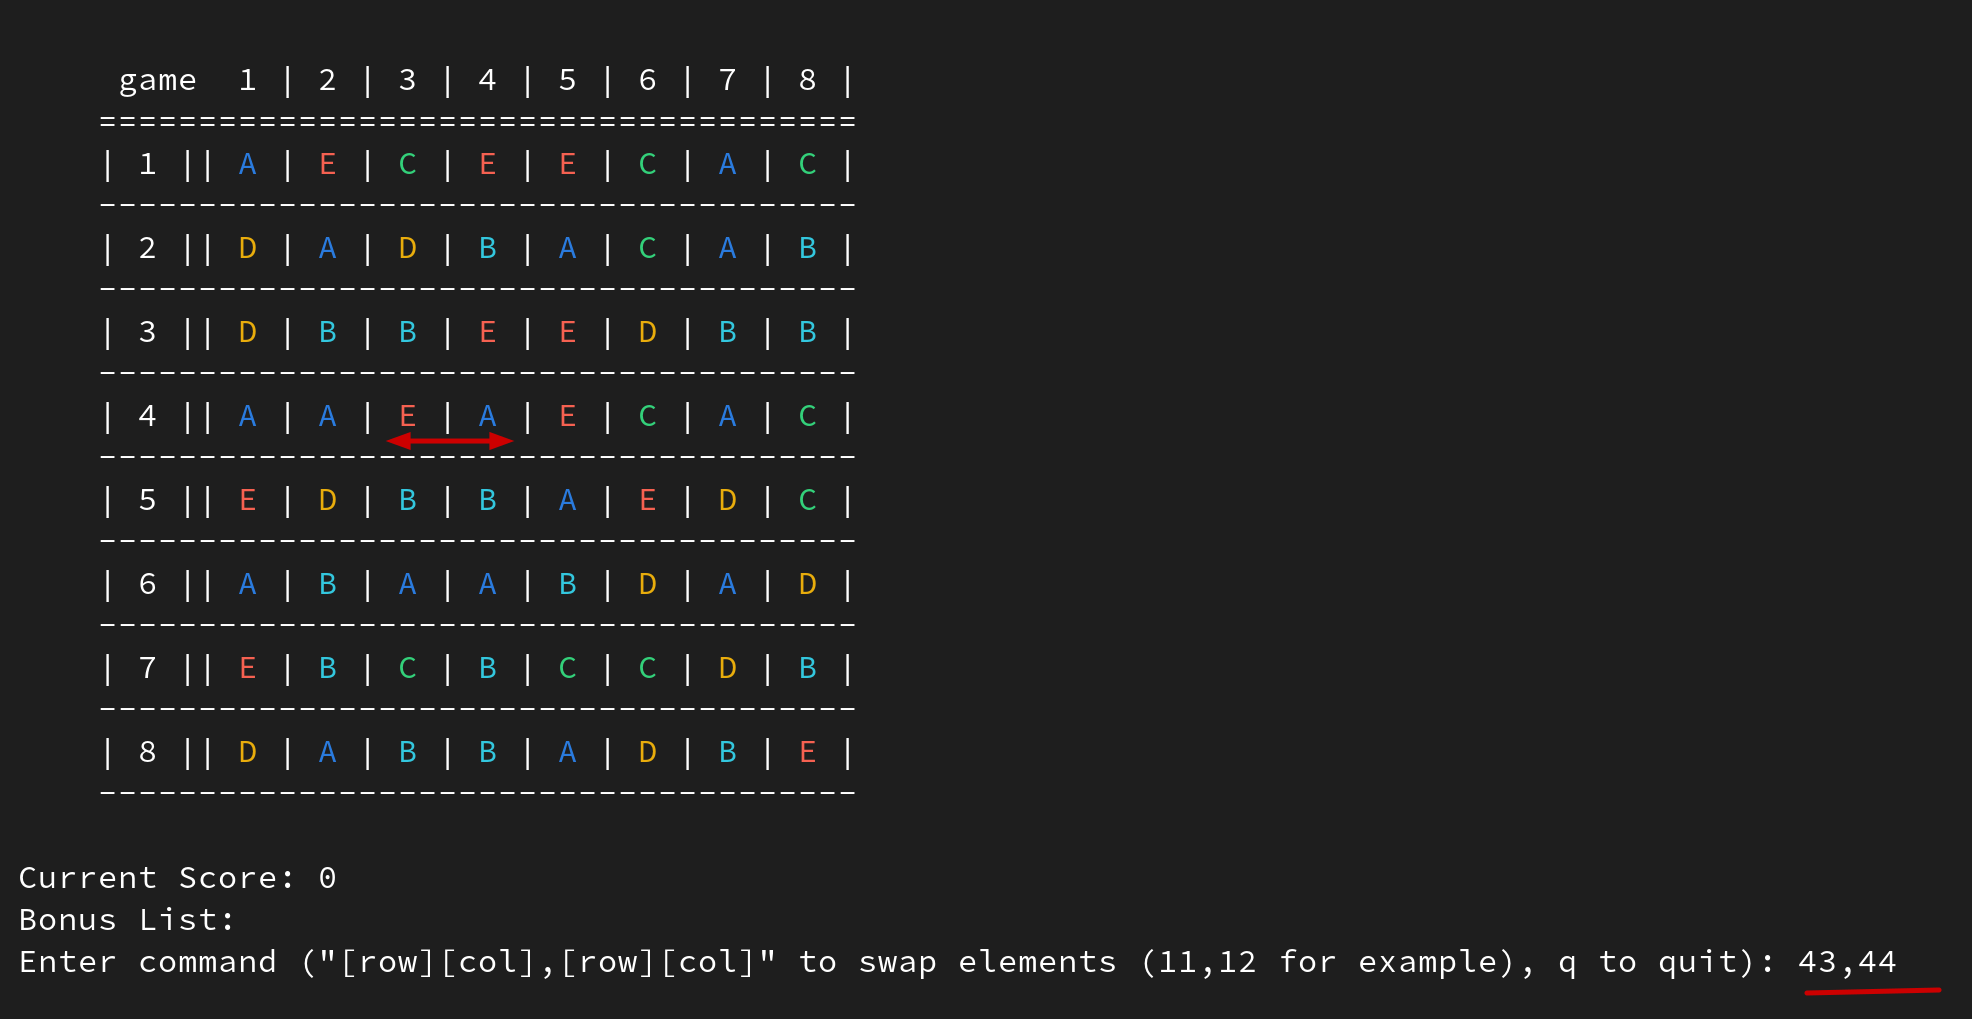 game 1 | 2 | 3 | 4 | 5 | 6 | 7 | 8 |
======================================
| 1 || A | E | C | E | E | C | A | C |
--------------------------------------
| 2 || D | A | D | B | A | C | A | B |
--------------------------------------
| 3 || D | B | B | E | E | D | B | B |
--------------------------------------
| 4 || A | A | E | A | E | C | A | C |
--------------------------------------
| 5 || E | D | B | B | A | E | D | C |
--------------------------------------
| 6 || A | B | A | A | B | D | A | D |
--------------------------------------
| 7 || E | B | C | B | C | C | D | B |
--------------------------------------
| 8 || D | A | B | B | A | D | B | E |
--------------------------------------
Current Score: 0
Bonus List:
Enter command ("[row][col],[row][col]" to swap elements (11,12 for example), q to quit): 43,44